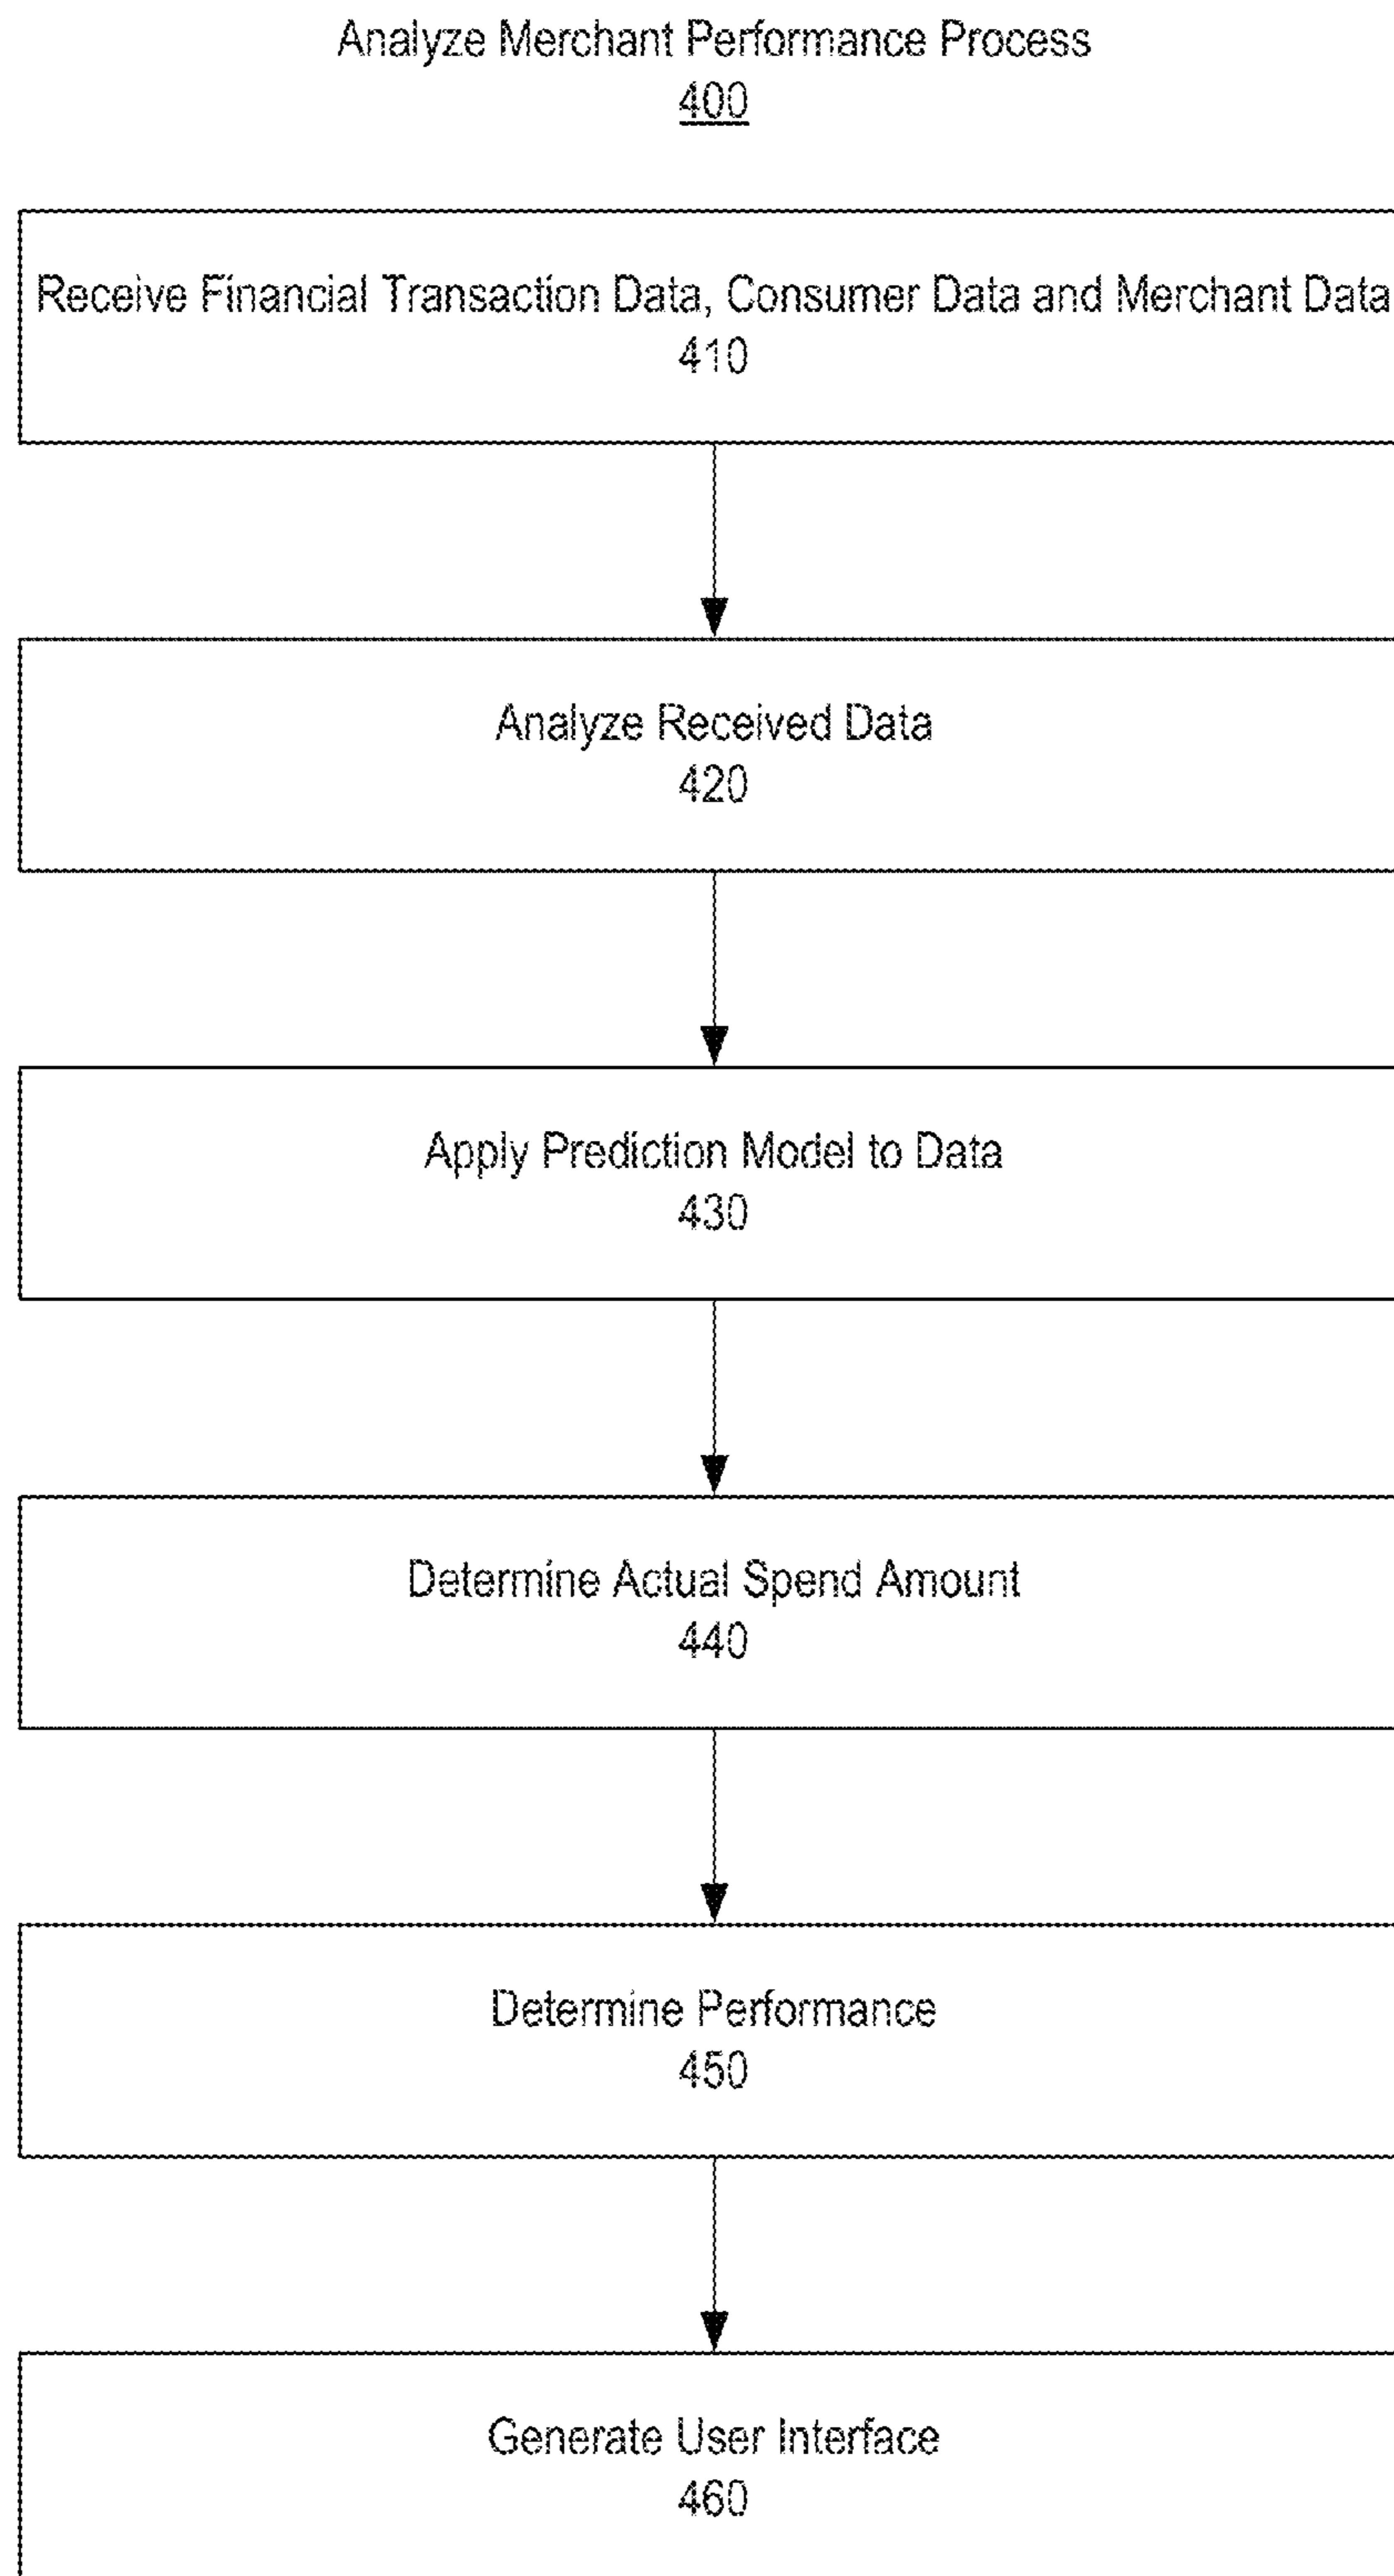 Analyze Merchant Performance Process
400
Receive Financial Transaction Data, Consumer Data and Merchant Data
410
Analyze Received Data
420
Apply Prediction Model to Data
430
Determine Actual Spend Amount
440
Determine Performance
450
Generate User Interface
460